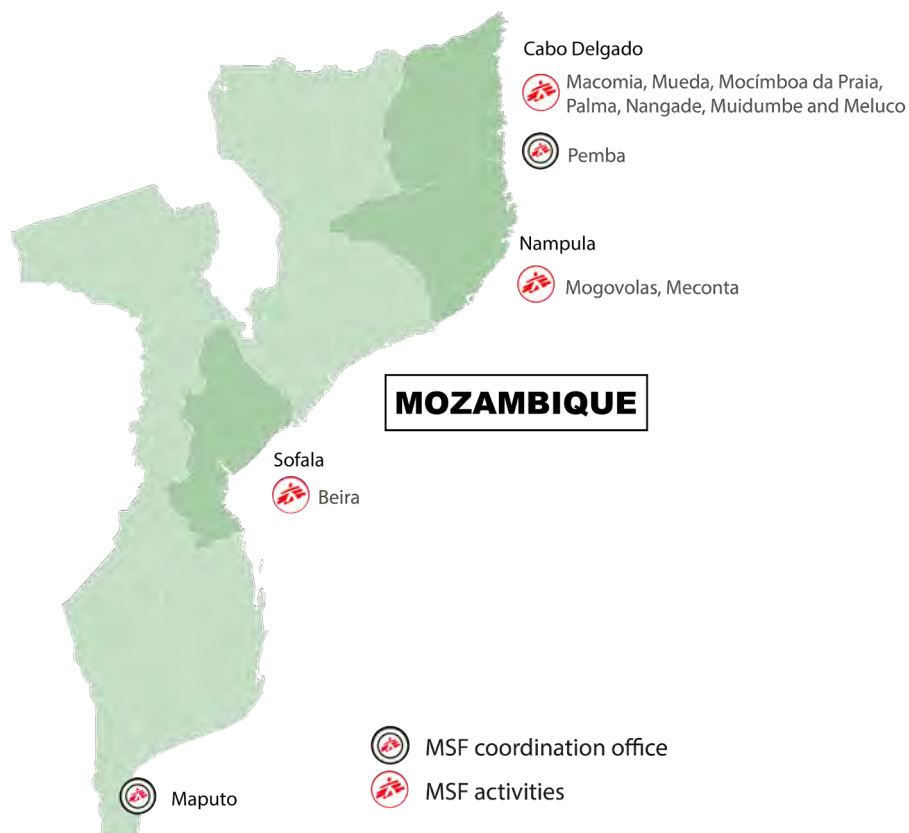 Cabo Delgado
Macomia, Mueda, Mocímboa da Praia,
Palma, Nangade, Muidumbe and Meluco
Pemba
Nampula
Mogovolas, Meconta
MOZAMBIQUE
Sofala
Beira
MSF coordination office
MSF activities
Maputo